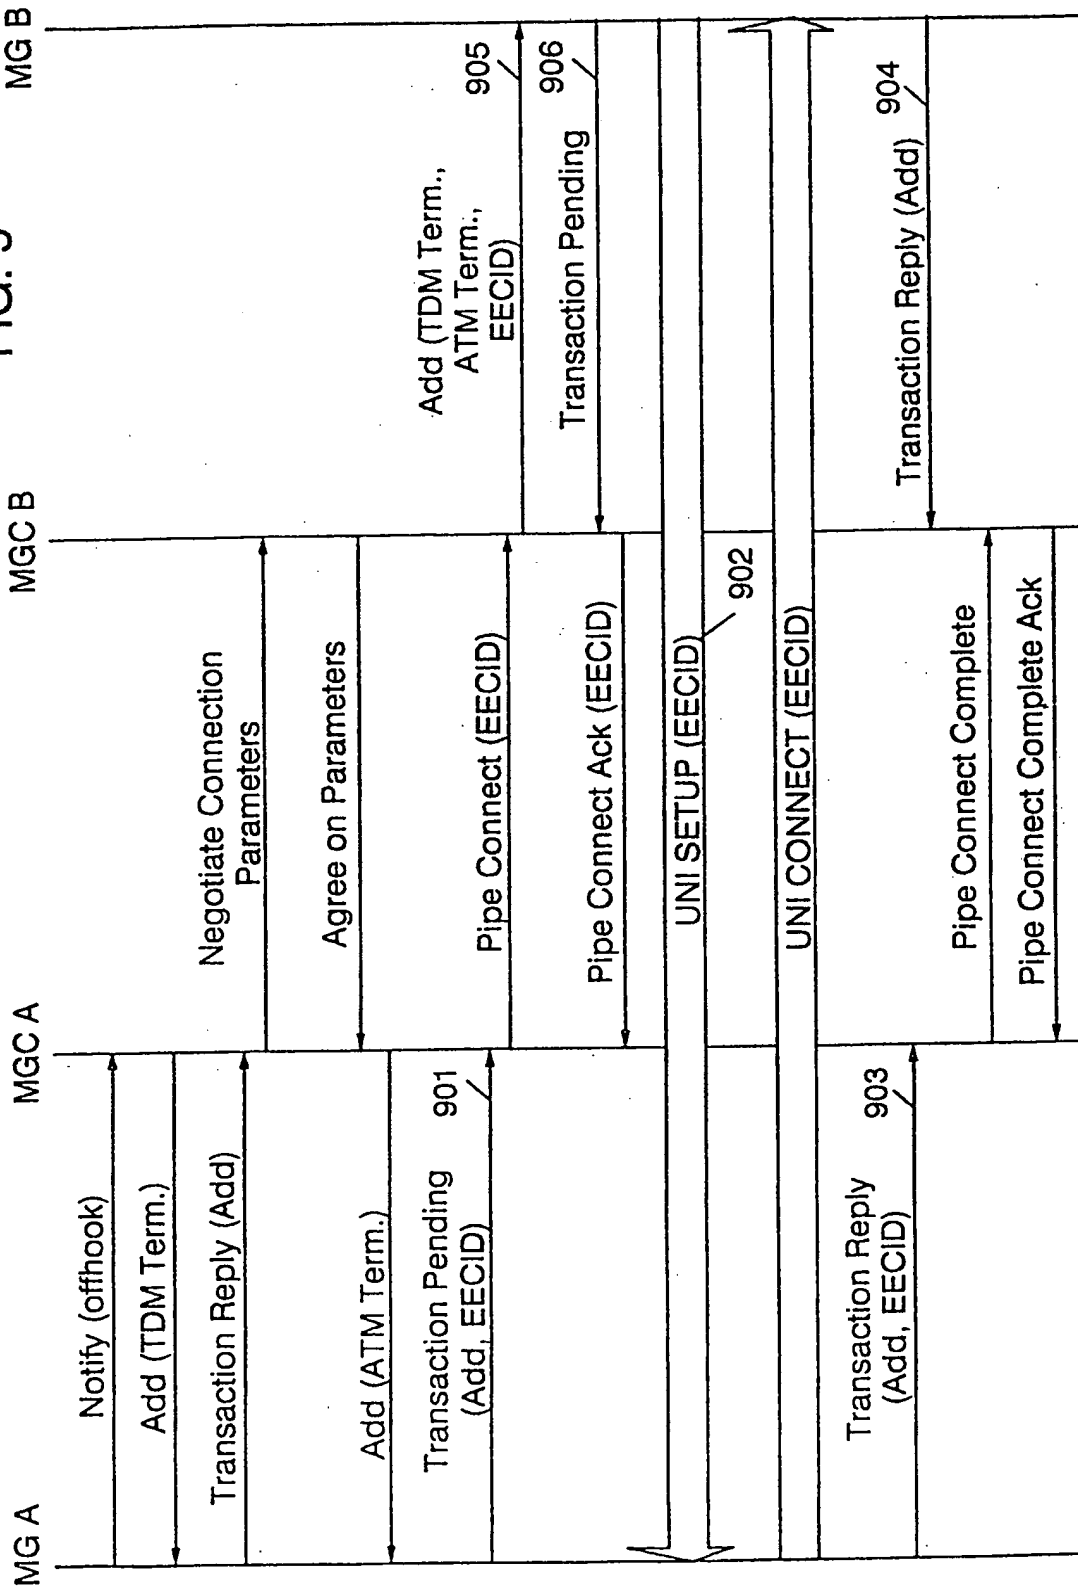 FIG. 9
MG A
MGC A
MGC B
MG B
Notify (offhook)
Add (TDM Term.)
Transaction Reply (Add)
Negotiate Connection
Parameters
Agree on Parameters
Add (ATM Term.)
Transaction Pending
(Add, EECID)
901
Pipe Connect (EECID)
Add (TDM Term.,
ATM Term.,
EECID)
905
Transaction Pending
906
Pipe Connect Ack (EECID)
UNI SETUP (EECID)
902
UNI CONNECT (EECID)
Transaction Reply
(Add, EECID)
903
Transaction Reply (Add)
904
Pipe Connect Complete
Pipe Connect Complete Ack